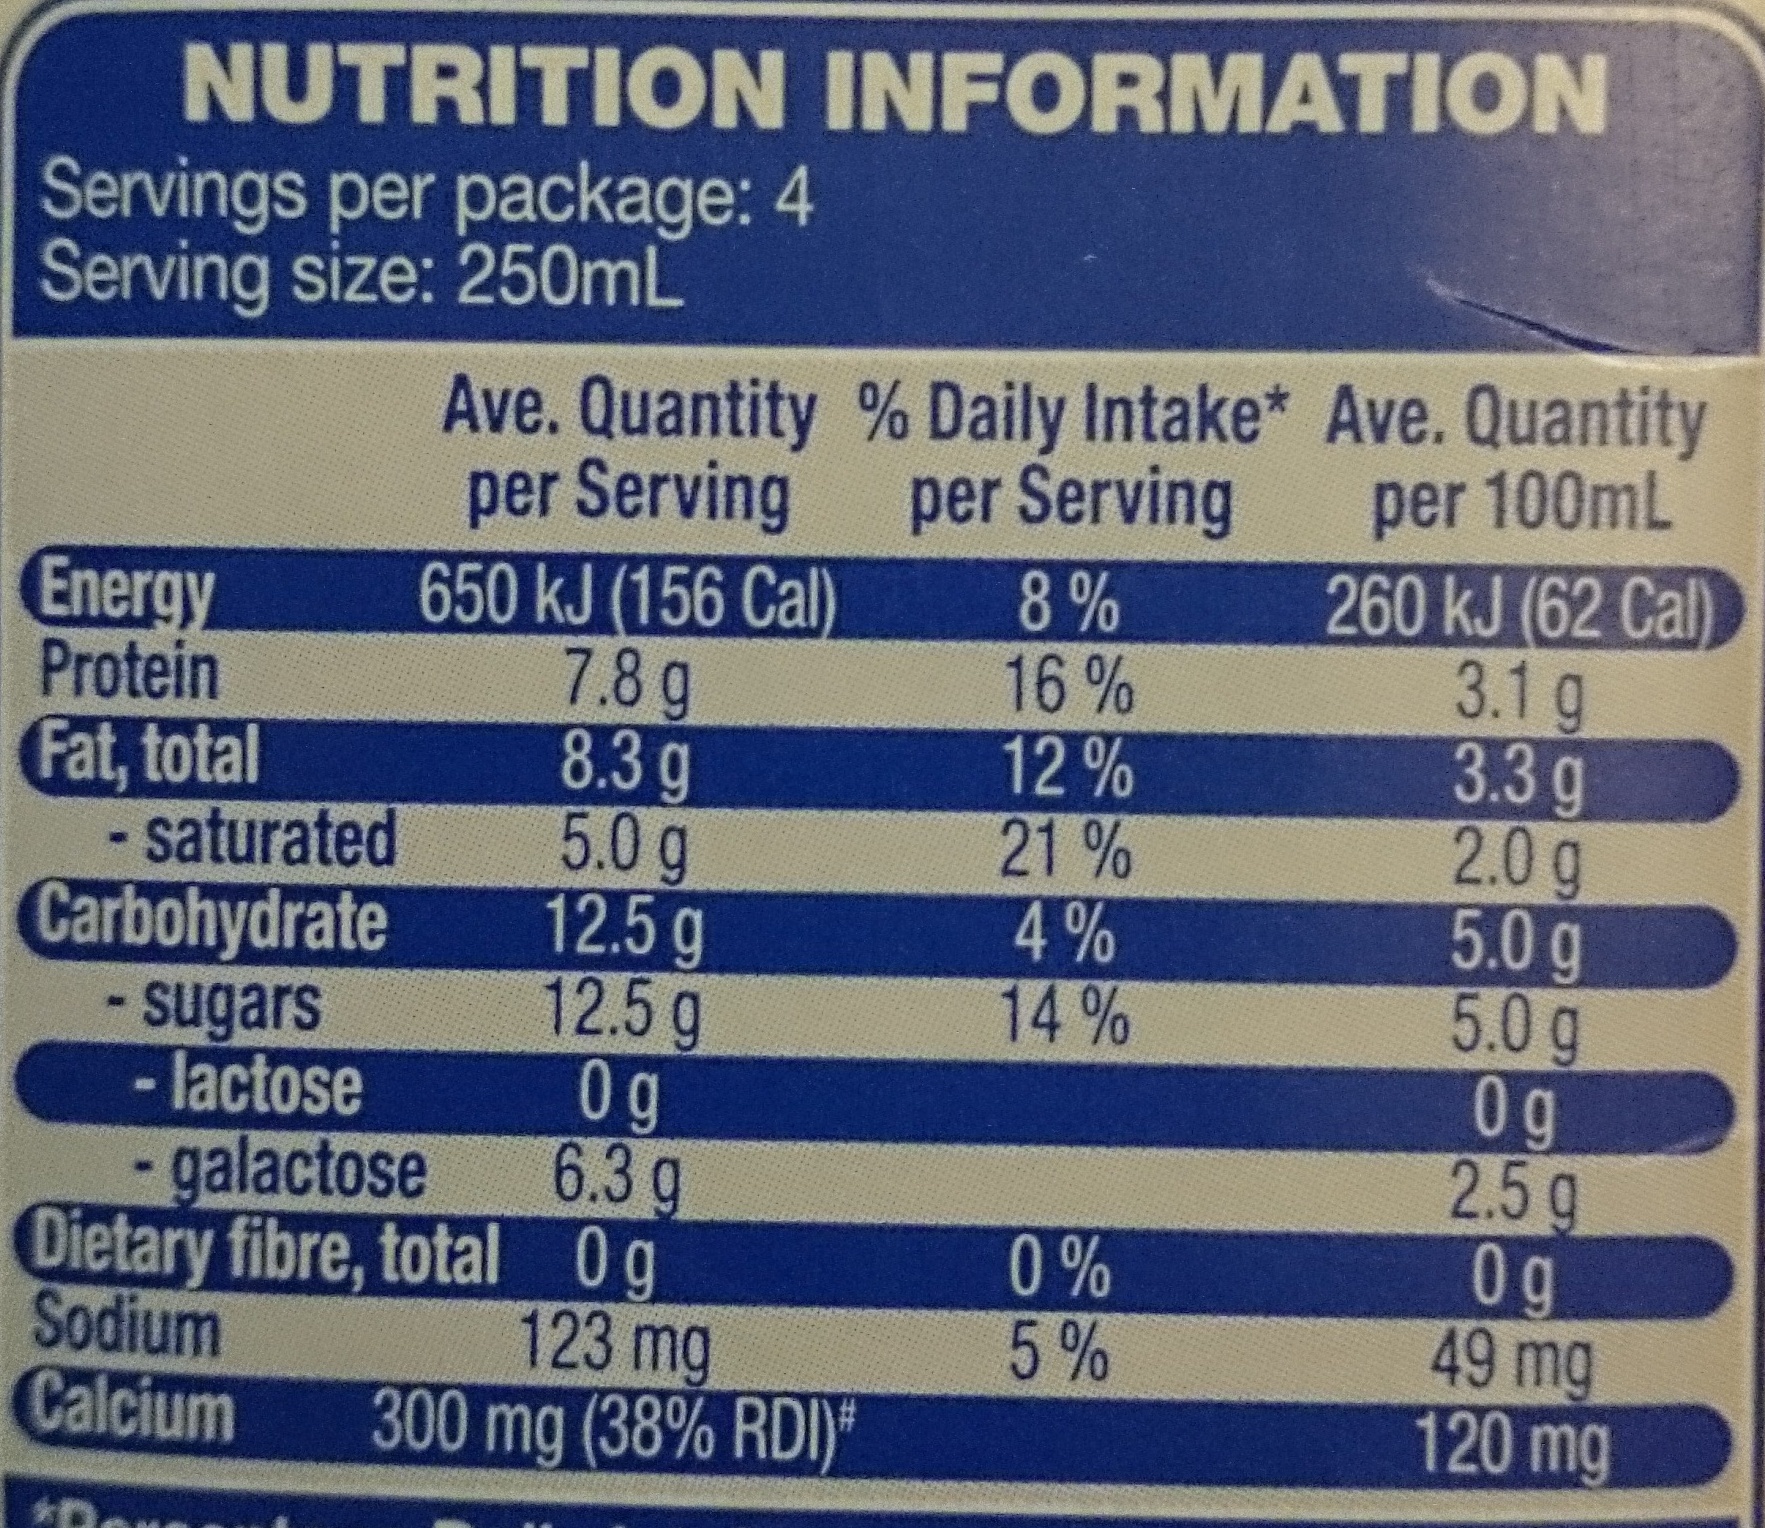 NUTRITION INFORMATION
Servings per package: 4
Serving size: 250mL
Ave. Quantity % Daily Intake* Ave. Quantity
per Serving per Serving per 100mL
Energy 650 kJ (156 Cal) 8 % 260 kJ (62 Cal)
Protein 7.8 g 16 % 3.1 g
Fat, total 8.3 g 12 % 3.3 g
- saturated 5.0 g 21 % 2.0 g
Carbohydrate 12.5 g 4 % 5.0 g
- sugars 12.5 g 14 % 5.0 g
- lactose 0 g 0 g
- galactose 6.3 g 2.5 g
Dietary fibre, total 0 g 0 % 0 g
Sodium 123 mg 5 % 49 mg
Calcium 300 mg (38% RDI)# 120 mg